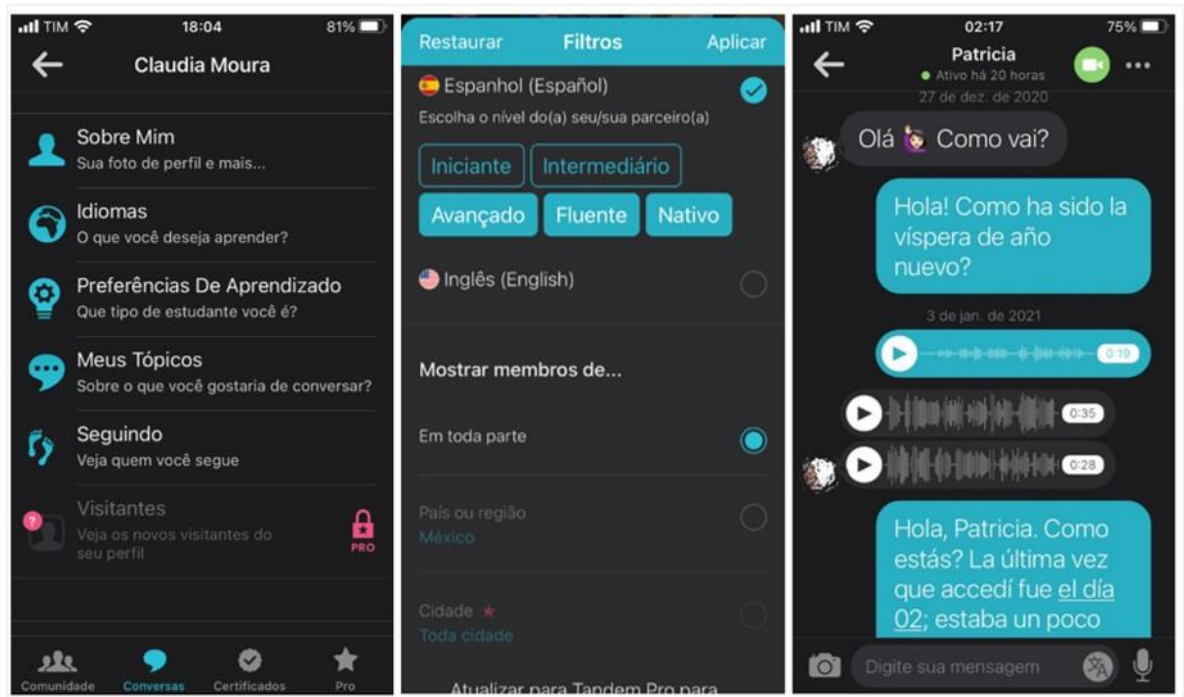 TIM 18:04 81%
Claudia Moura
Sobre Mim
Sua foto de perfil e mais...
Idiomas
O que você deseja aprender?
Preferências De Aprendizado
Que tipo de estudante você é?
Meus Tópicos
Sobre o que você gostaria de conversar?
Seguindo
Veja quem você segue
?
Visitantes
Veja os novos visitantes do
seu perfil
PRO
Comunidade Conversas Certificados Pro
Restaurar Filtros Aplicar
Espanhol (Español)
Escolha o nível do(a) seu/sua parceiro(a)
Iniciante Intermediário
Avançado Fluente Nativo
Inglês (English)
Mostrar membros de...
Em toda parte
País ou região
México
Cidade
Toda cidade
Atualizar para Tandem Pro para
TIM 02:17 75%
Patricia
Ativo há 20 horas
27 de dez. de 2020
Olá 🙋🏻‍♀️ Como vai?
Hola! Como ha sido la
víspera de año
nuevo?
3 de jan. de 2021
0:19
0:35
0:28
Hola, Patricia. Como
estás? La última vez
que accedí fue el día
02; estaba un poco
Digite sua mensagem